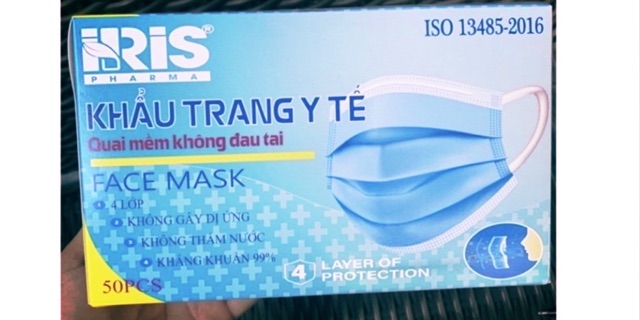 IRIS
PHARMA
ISO 13485-2016
KHẨU TRANG Y TẾ
Quai mềm không đau tai
FACE MASK
4 LỚP
KHÔNG GÂY DỊ ỨNG
KHÔNG THẤM NƯỚC
KHÁNG KHUẨN 99%
4 LAYER OF
PROTECTION
50PCS